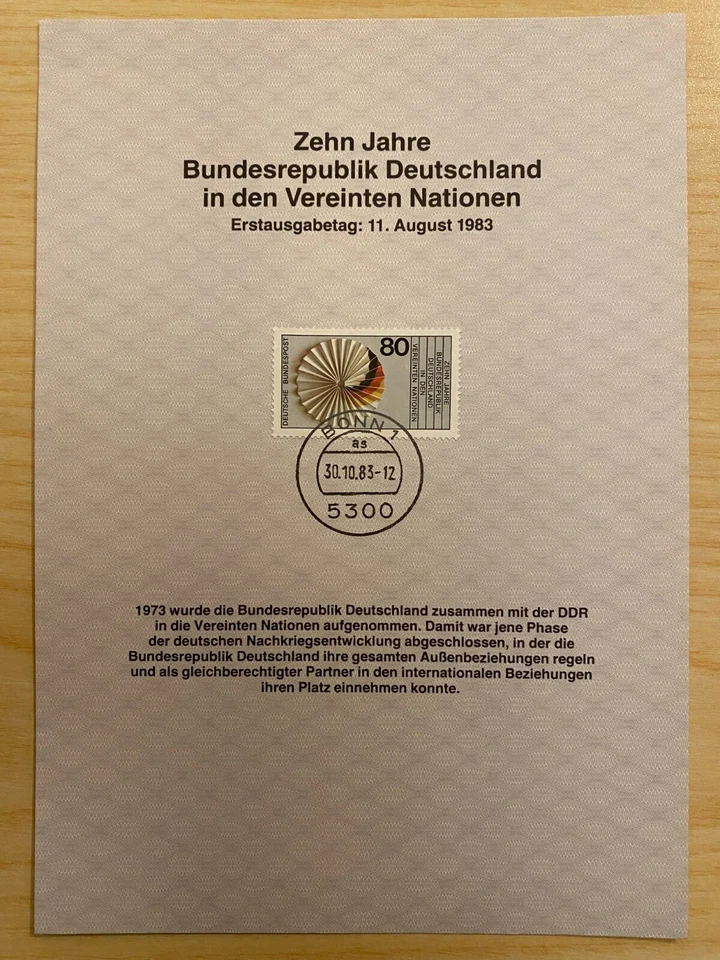 Zehn Jahre
Bundesrepublik Deutschland
in den Vereinten Nationen
Erstausgabetag: 11. August 1983
DEUTSCHE BUNDESPOST
80
ZEHN JAHRE
BUNDESREPUBLIK
DEUTSCHLAND
IN DEN
VEREINTEN NATIONEN
BONN 1
as
30.10.83-12
5300
1973 wurde die Bundesrepublik Deutschland zusammen mit der DDR
in die Vereinten Nationen aufgenommen. Damit war jene Phase
der deutschen Nachkriegsentwicklung abgeschlossen, in der die
Bundesrepublik Deutschland ihre gesamten Außenbeziehungen regeln
und als gleichberechtigter Partner in den internationalen Beziehungen
ihren Platz einnehmen konnte.